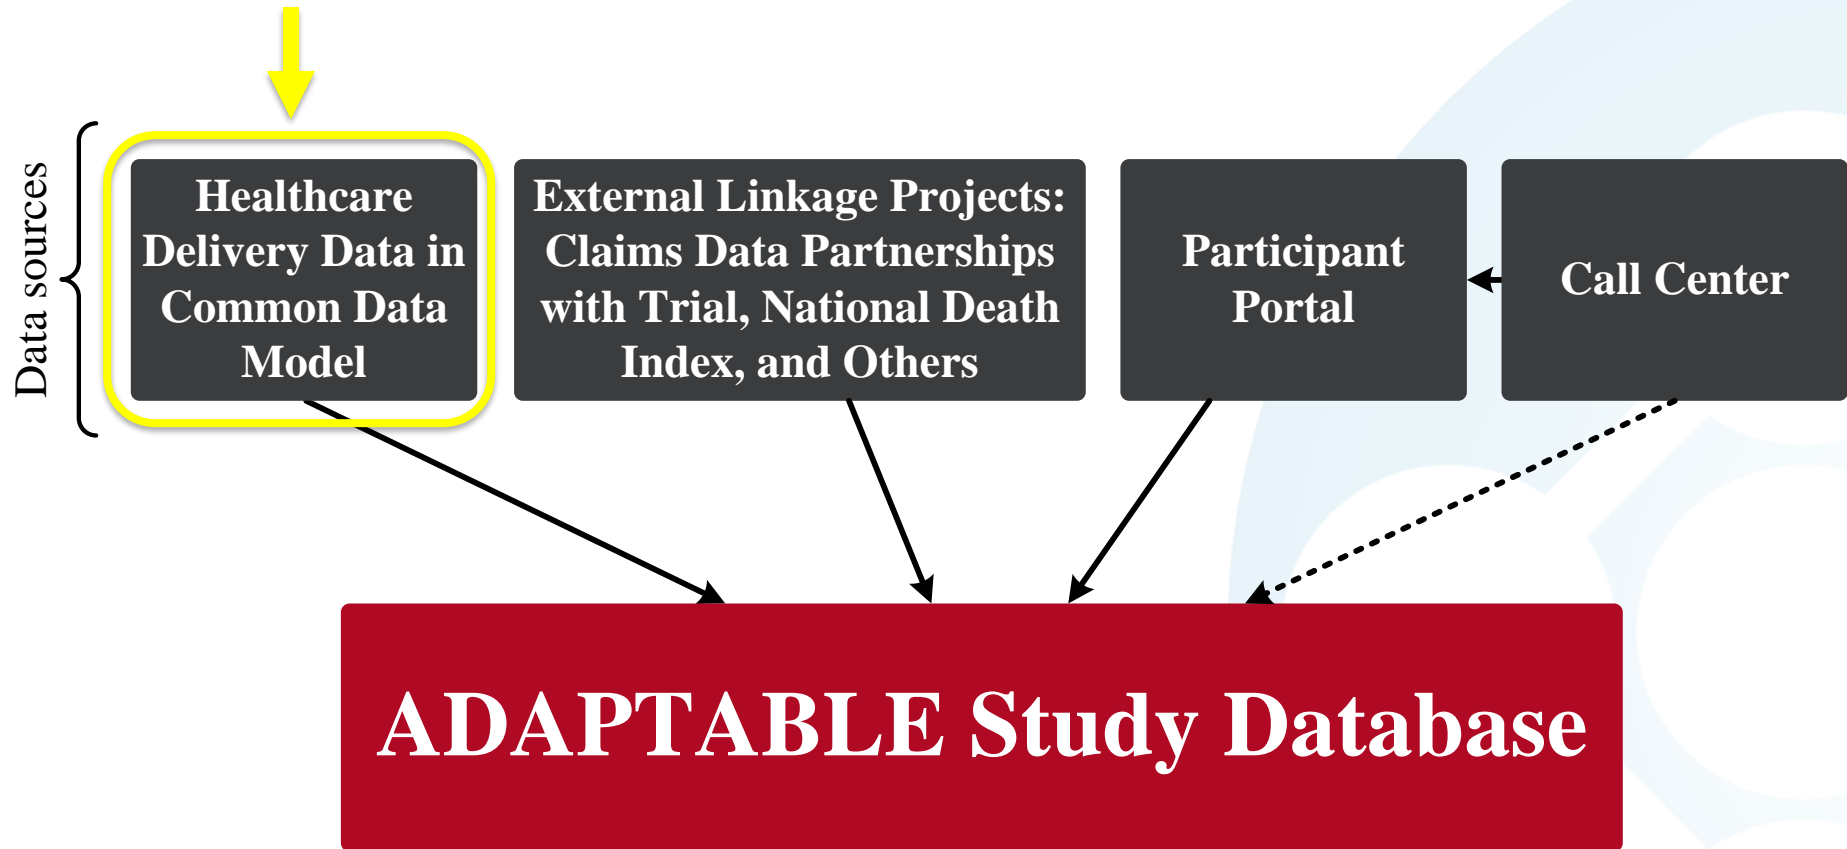 Data sources
Healthcare
Delivery Data in
Common Data
Model
External Linkage Projects:
Claims Data Partnerships
with Trial, National Death
Index, and Others
Participant
Portal
Call Center
ADAPTABLE Study Database